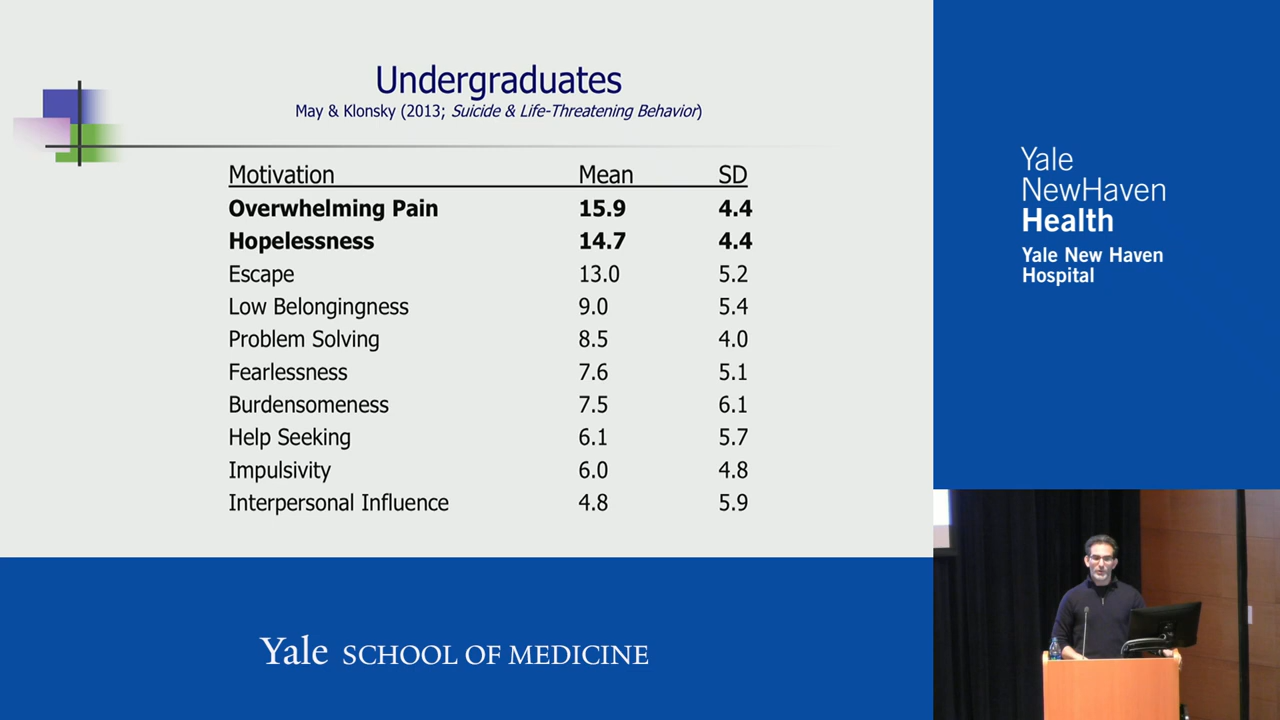 Undergraduates
May & Klonsky (2013; Suicide & Life-Threatening Behavior)
Motivation Mean SD
Overwhelming Pain 15.9 4.4
Hopelessness 14.7 4.4
Escape 13.0 5.2
Low Belongingness 9.0 5.4
Problem Solving 8.5 4.0
Fearlessness 7.6 5.1
Burdensomeness 7.5 6.1
Help Seeking 6.1 5.7
Impulsivity 6.0 4.8
Interpersonal Influence 4.8 5.9
Yale
NewHaven
Health
Yale New Haven
Hospital
Yale SCHOOL OF MEDICINE